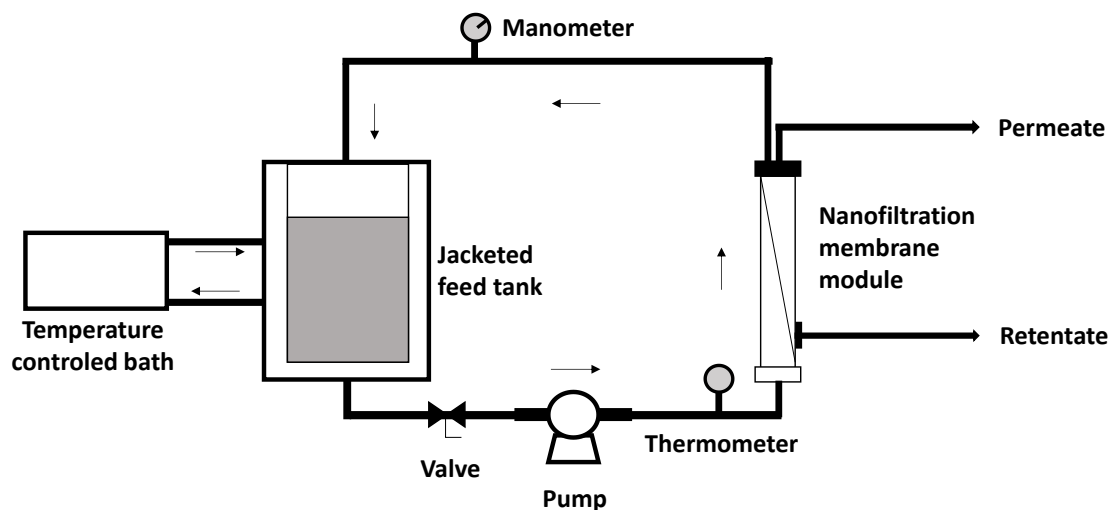 Manometer
Permeate
Nanofiltration
membrane
module
Jacketed
feed tank
Temperature
controled bath
Retentate
Thermometer
Valve
Pump